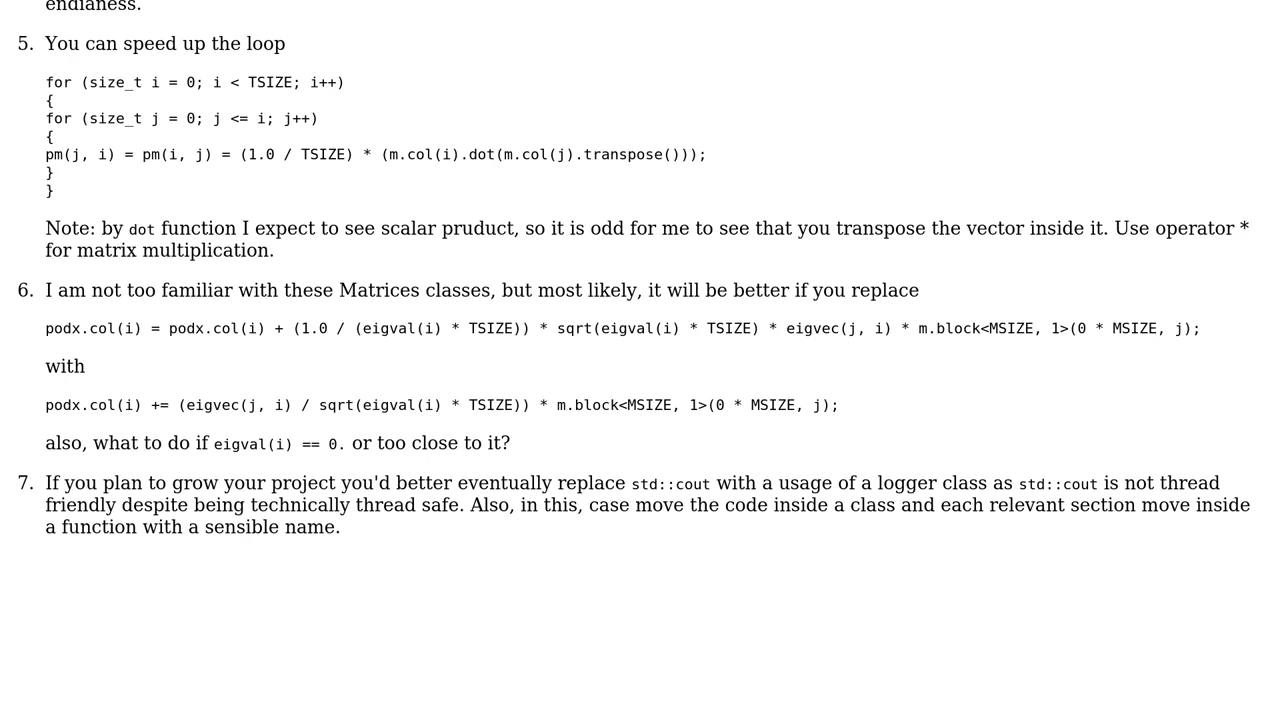 endianess.
5. You can speed up the loop
for (size_t i = 0; i < TSIZE; i++)
{
for (size_t j = 0; j <= i; j++)
{
pm(j, i) = pm(i, j) = (1.0 / TSIZE) * (m.col(i).dot(m.col(j).transpose()));
}
}
Note: by dot function I expect to see scalar pruduct, so it is odd for me to see that you transpose the vector inside it. Use operator *
for matrix multiplication.
6. I am not too familiar with these Matrices classes, but most likely, it will be better if you replace
podx.col(i) = podx.col(i) + (1.0 / (eigval(i) * TSIZE)) * sqrt(eigval(i) * TSIZE) * eigvec(j, i) * m.block<MSIZE, 1>(0 * MSIZE, j);
with
podx.col(i) += (eigvec(j, i) / sqrt(eigval(i) * TSIZE)) * m.block<MSIZE, 1>(0 * MSIZE, j);
also, what to do if eigval(i) == 0. or too close to it?
7. If you plan to grow your project you'd better eventually replace std::cout with a usage of a logger class as std::cout is not thread
friendly despite being technically thread safe. Also, in this, case move the code inside a class and each relevant section move inside
a function with a sensible name.